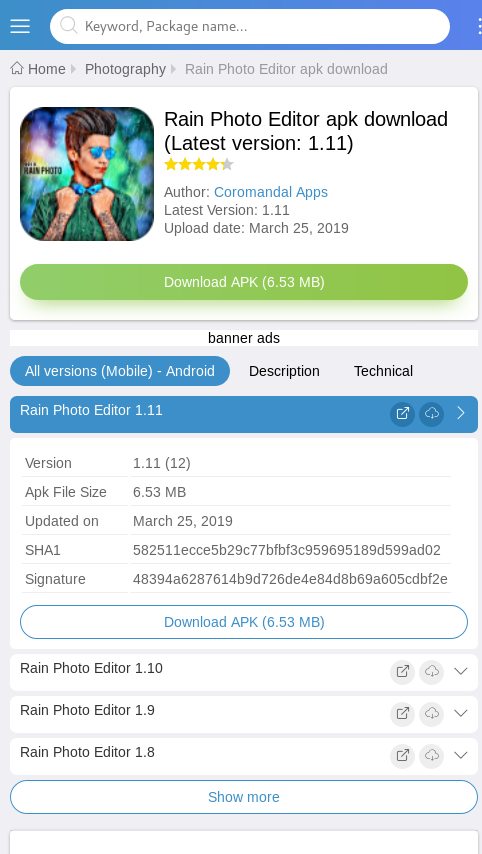 Keyword, Package name...
Home
Photography
Rain Photo Editor apk download
RAIN PHOTO
Rain Photo Editor apk download
(Latest version: 1.11)
Author: Coromandal Apps
Latest Version: 1.11
Upload date: March 25, 2019
Download APK (6.53 MB)
banner ads
All versions (Mobile) - Android
Description
Technical
Rain Photo Editor 1.11
Version 1.11 (12)
Apk File Size 6.53 MB
Updated on March 25, 2019
SHA1 582511ecce5b29c77bfbf3c959695189d599ad02
Signature 48394a6287614b9d726de4e84d8b69a605cdbf2e
Download APK (6.53 MB)
Rain Photo Editor 1.10
Rain Photo Editor 1.9
Rain Photo Editor 1.8
Show more